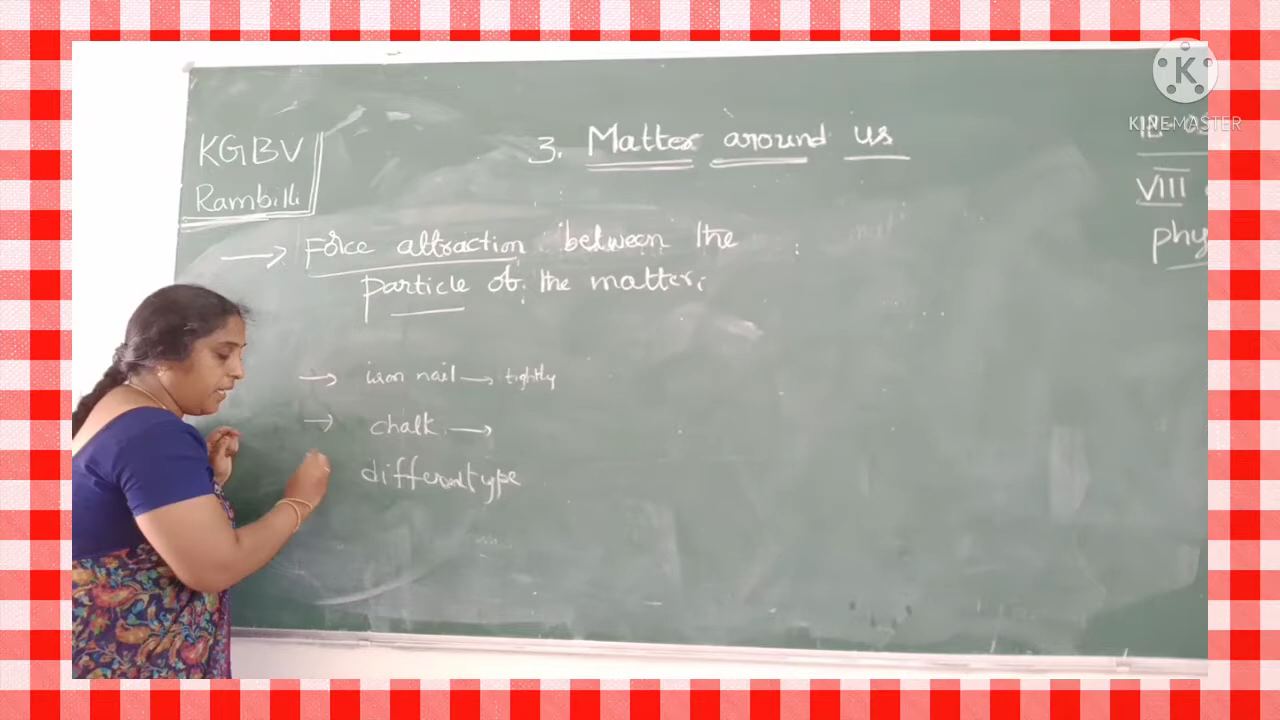 KGBV
Rambilli
3. Matter around us
VIII
phy
→ Force attraction between the
particle of the matter.
→ iron nail → tightly
→ chalk →
different type
KINEMASTER